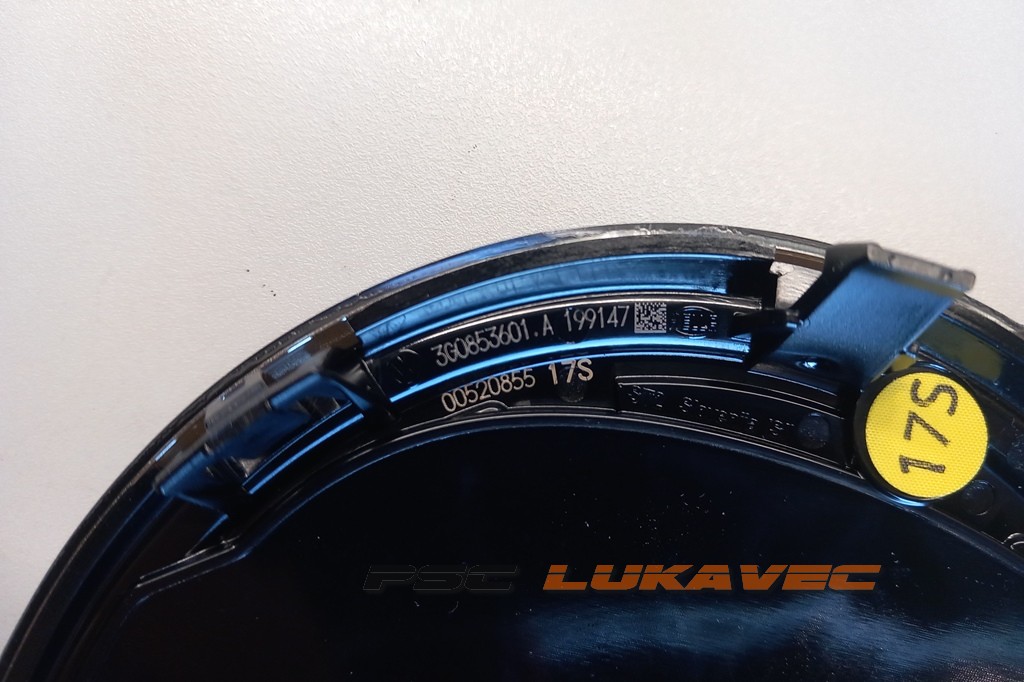 3G0853601.A 199147
00520855 17S
17S
PSC LUKAVEC